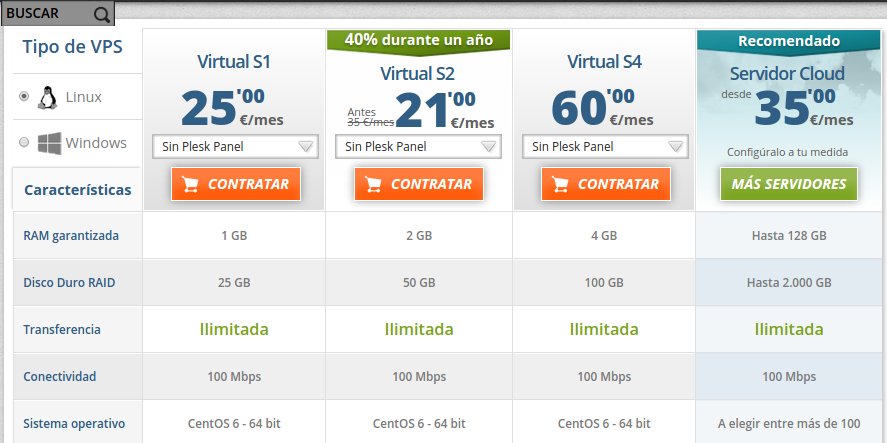 BUSCAR
Tipo de VPS
Linux
Windows
Virtual S1
25'00
€/mes
Sin Plesk Panel
CONTRATAR
40% durante un año
Virtual S2
Antes
35 €/mes
21'00
€/mes
Sin Plesk Panel
CONTRATAR
Virtual S4
60'00
€/mes
Sin Plesk Panel
CONTRATAR
Recomendado
Servidor Cloud
desde
35'00
€/mes
Configúralo a tu medida
MÁS SERVIDORES
Características
RAM garantizada 1 GB 2 GB 4 GB Hasta 128 GB
Disco Duro RAID 25 GB 50 GB 100 GB Hasta 2.000 GB
Transferencia Ilimitada Ilimitada Ilimitada Ilimitada
Conectividad 100 Mbps 100 Mbps 100 Mbps 100 Mbps
Sistema operativo CentOS 6 - 64 bit CentOS 6 - 64 bit CentOS 6 - 64 bit A elegir entre más de 100